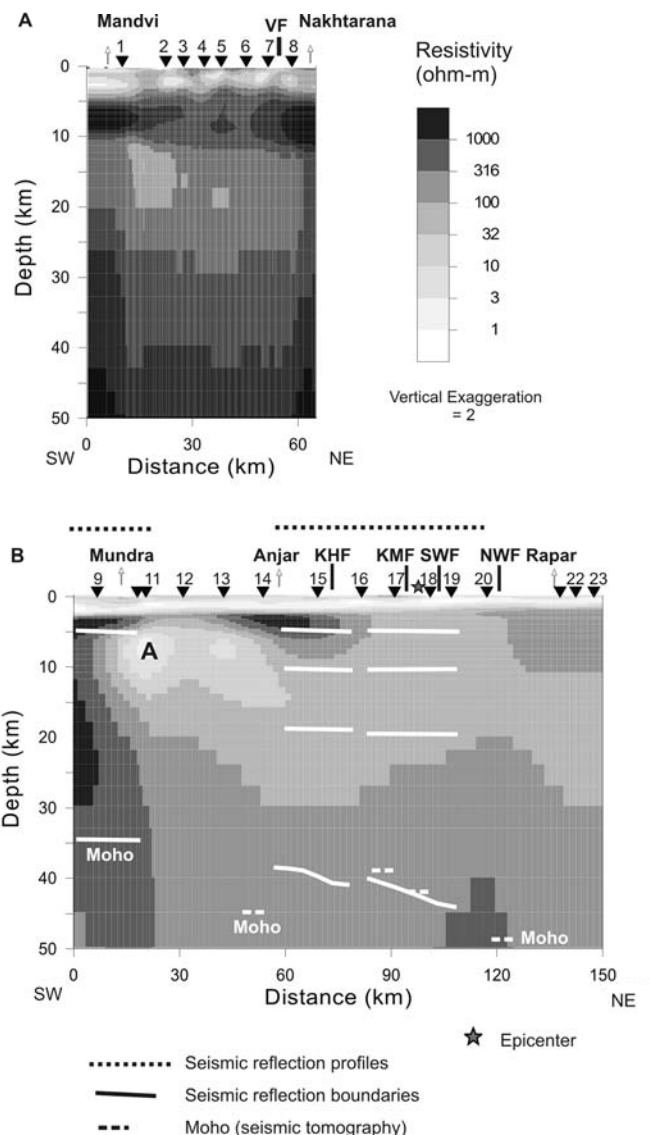 A
Mandvi VF Nakhtarana
1 2 3 4 5 6 7 8
0
10
20
30
40
50
Depth (km)
0 30 60
SW Distance (km) NE
Resistivity
(ohm-m)
1000
316
100
32
10
3
1
Vertical Exaggeration
= 2
B
Mundra Anjar KHF KMF SWF NWF Rapar
9 11 12 13 14 15 16 17 18 19 20 22 23
0
10
20
30
40
50
Depth (km)
A
Moho
Moho
Moho
0 30 60 90 120 150
SW Distance (km) NE
Epicenter
Seismic reflection profiles
Seismic reflection boundaries
Moho (seismic tomography)